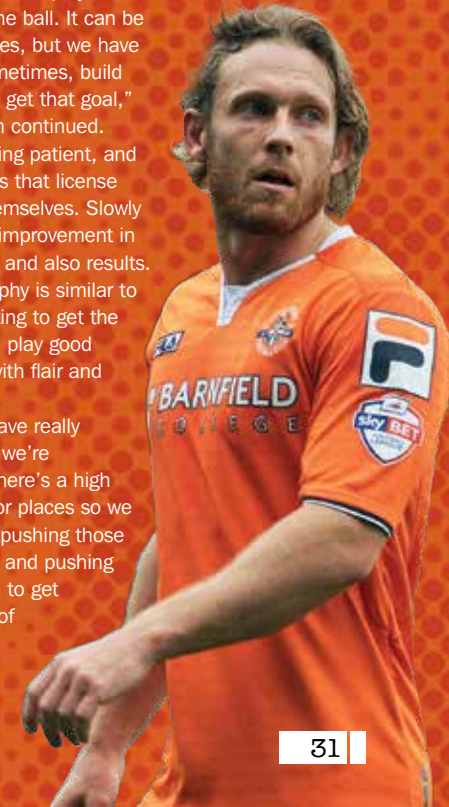 he ball. It can be
es, but we have
metimes, build
get that goal,"
n continued.
ing patient, and
s that license
emselves. Slowly
improvement in
and also results.
phy is similar to
ing to get the
play good
vith flair and
ave really
we're
here's a high
or places so we
pushing those
and pushing
to get
of
BARNFIELD
COLLEGE
sky BET
31